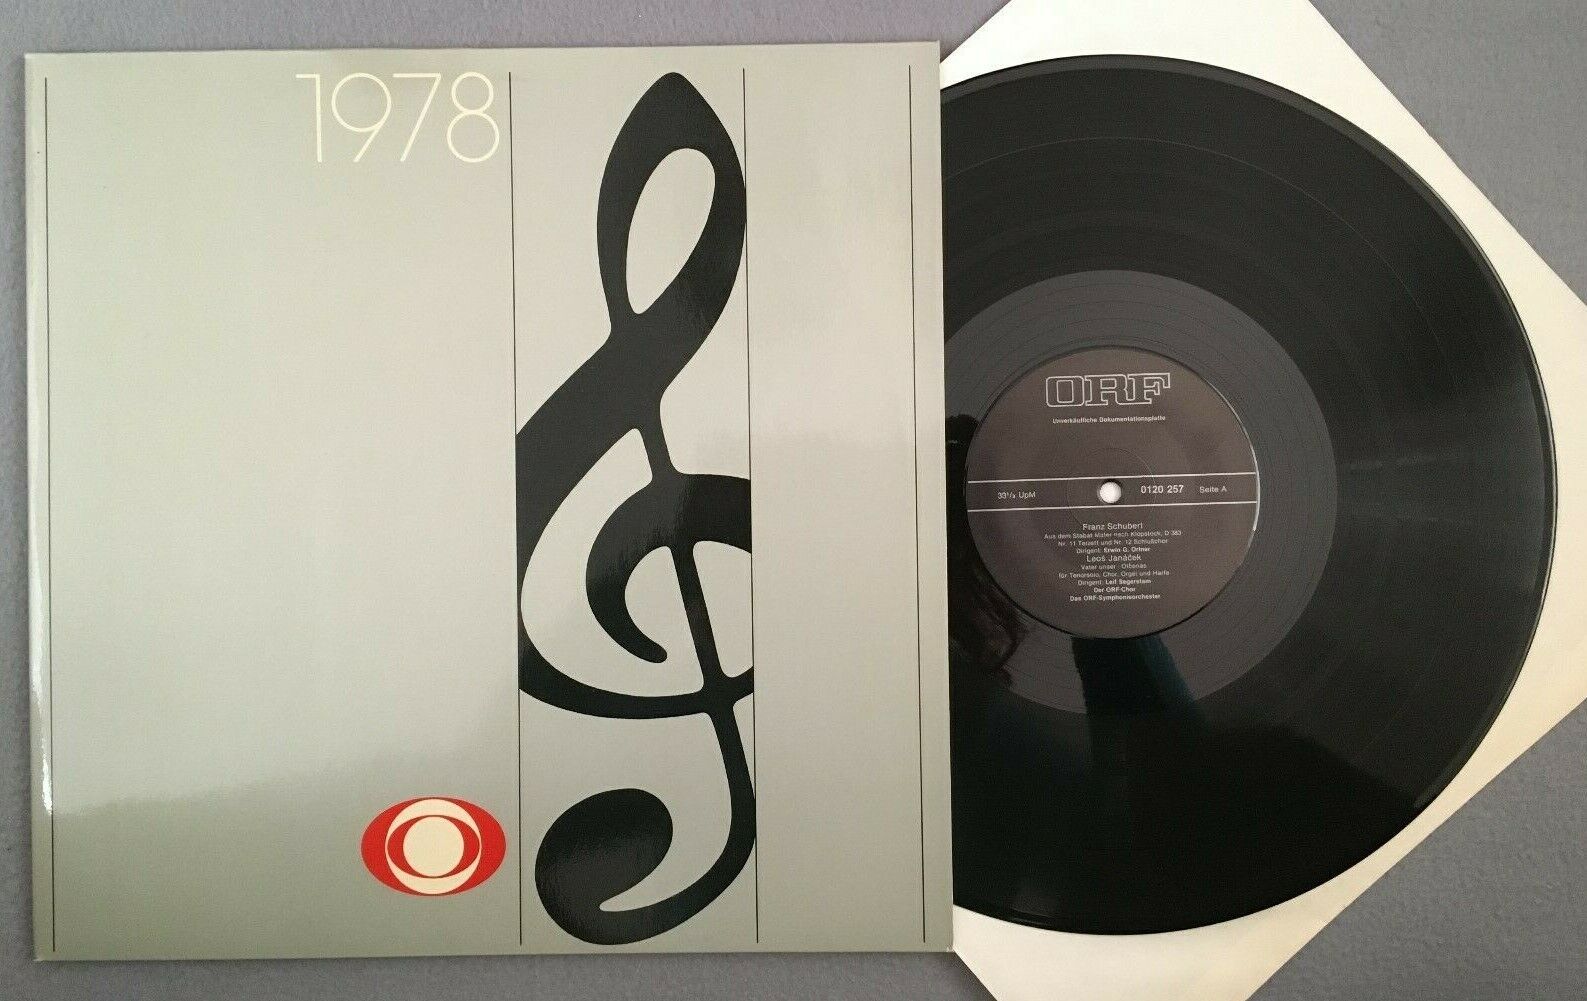 1978
ORF
Unverkäufliche Dokumentationsplatte
33⅓ UpM
0120 257 Seite A
Franz Schubert
Aus dem Stabat Mater nach Klopstock, D 383
Nr. 11 Terzett und Nr. 12 Schlußchor
Dirigent: Erwin G. Ortner
Leoš Janáček
Vater unser · Otčenáš
für Tenorsolo, Chor, Orgel und Harfe
Dirigent: Leif Segerstam
Der ORF-Chor
Das ORF-Symphonieorchester